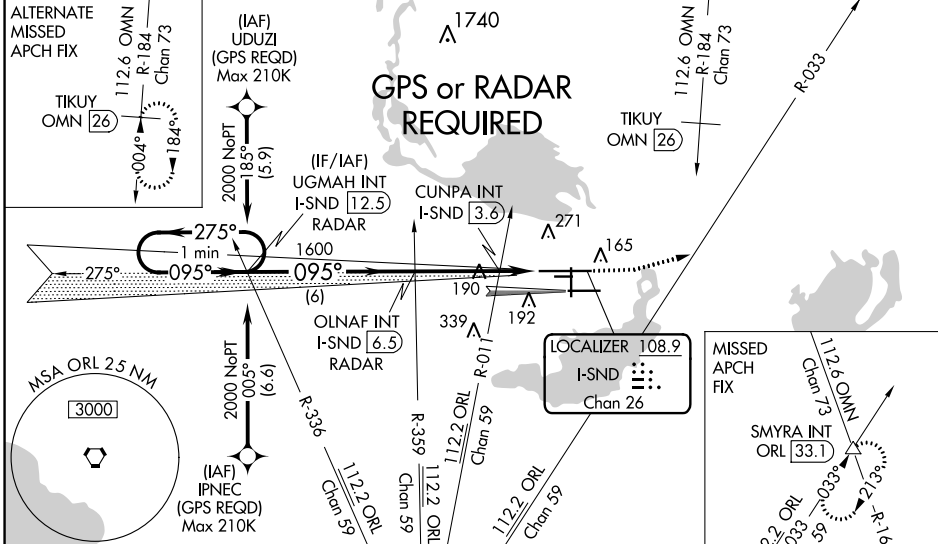 ALTERNATE
MISSED
APCH FIX
112.6 OMN
R-184
Chan 73
TIKUY
OMN 26
004°
184°
(IAF)
UDUZI
(GPS REQD)
Max 210K
2000 NoPT
185°
(5.9)
1740
GPS or RADAR
REQUIRED
112.6 OMN
R-184
Chan 73
TIKUY
OMN 26
R-033
(IF/IAF)
UGMAH INT
I-SND 12.5
RADAR
CUNPA INT
I-SND 3.6
271
165
275°
1 min
095°
275°
1600
095°
(6)
190
192
339
OLNAF INT
I-SND 6.5
RADAR
LOCALIZER 108.9
I-SND
Chan 26
MSA ORL 25 NM
3000
2000 NoPT
005°
(6.6)
(IAF)
IPNEC
(GPS REQD)
Max 210K
R-336
112.2 ORL
Chan 59
R-359
112.2 ORL
Chan 59
R-011
112.2 ORL
Chan 59
112.2 ORL
Chan 59
MISSED
APCH
FIX
112.6 OMN
Chan 73
SMYRA INT
ORL 33.1
033°
213°
2.2 ORL
033
59
R-16